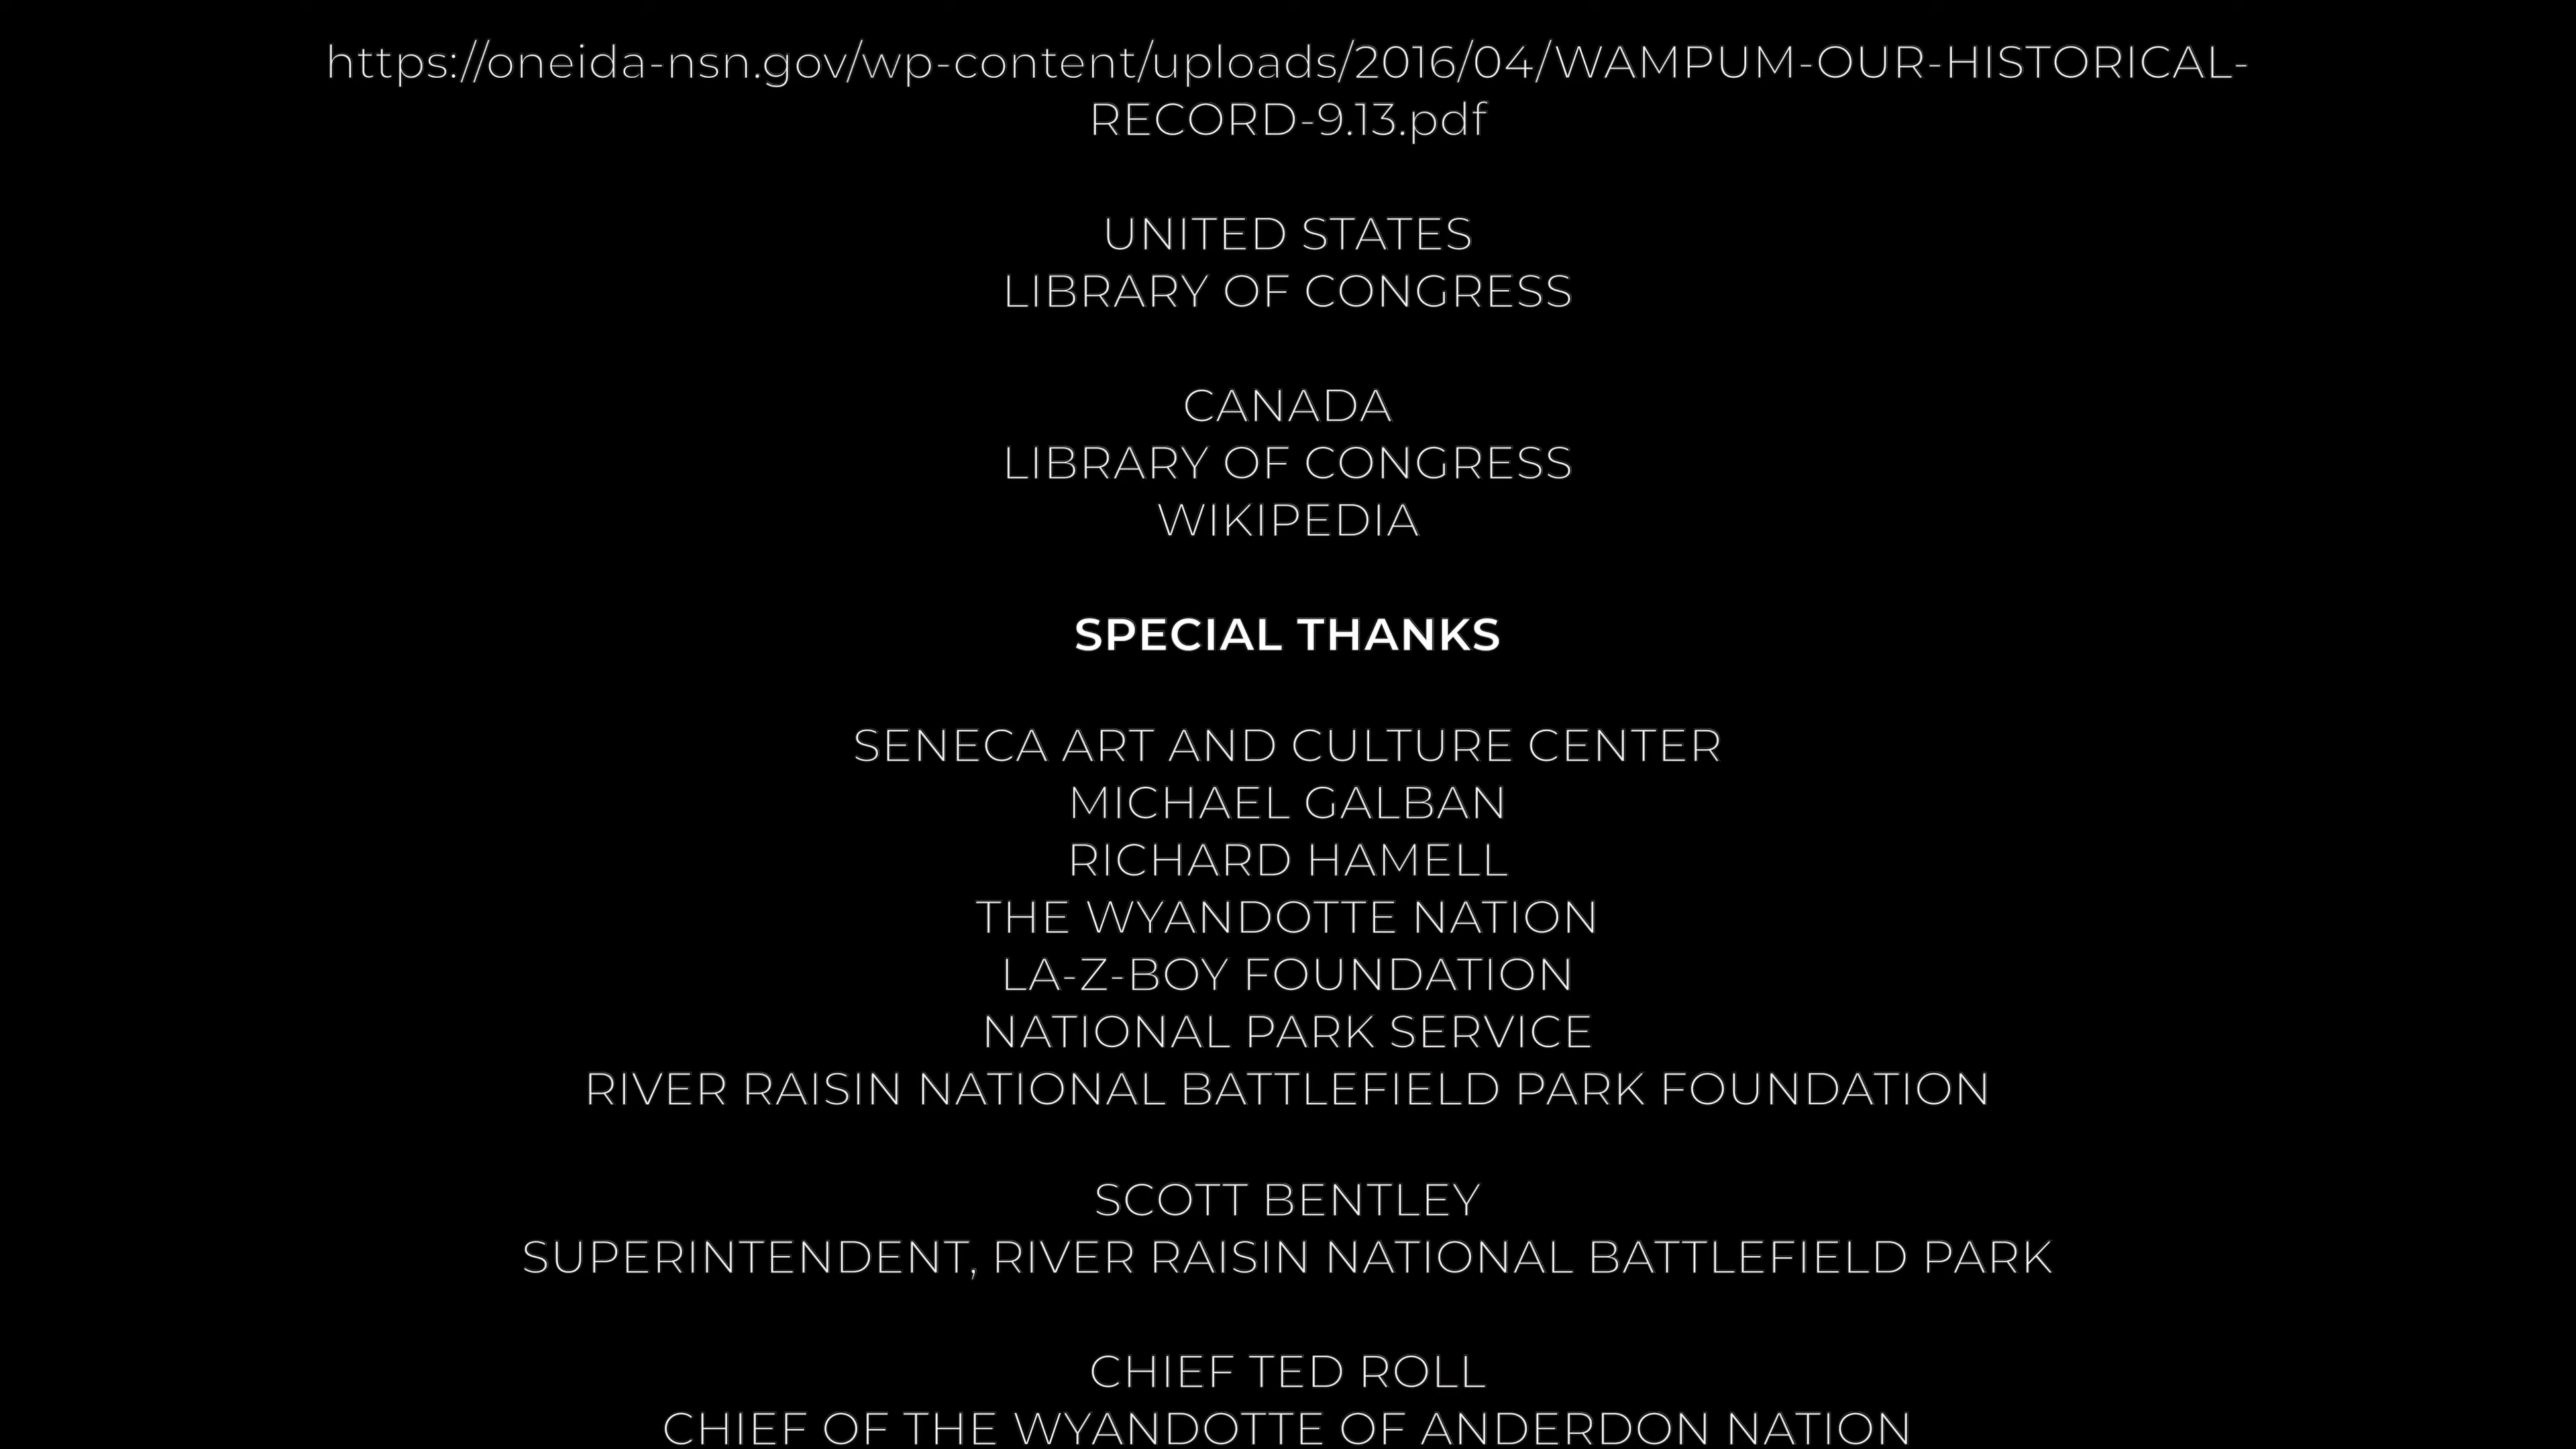 https://oneida-nsn.gov/wp-content/uploads/2016/04/WAMPUM-OUR-HISTORICAL-
RECORD-9.13.pdf
UNITED STATES
LIBRARY OF CONGRESS
CANADA
LIBRARY OF CONGRESS
WIKIPEDIA
SPECIAL THANKS
SENECA ART AND CULTURE CENTER
MICHAEL GALBAN
RICHARD HAMELL
THE WYANDOTTE NATION
LA-Z-BOY FOUNDATION
NATIONAL PARK SERVICE
RIVER RAISIN NATIONAL BATTLEFIELD PARK FOUNDATION
SCOTT BENTLEY
SUPERINTENDENT, RIVER RAISIN NATIONAL BATTLEFIELD PARK
CHIEF TED ROLL
CHIEF OF THE WYANDOTTE OF ANDERDON NATION